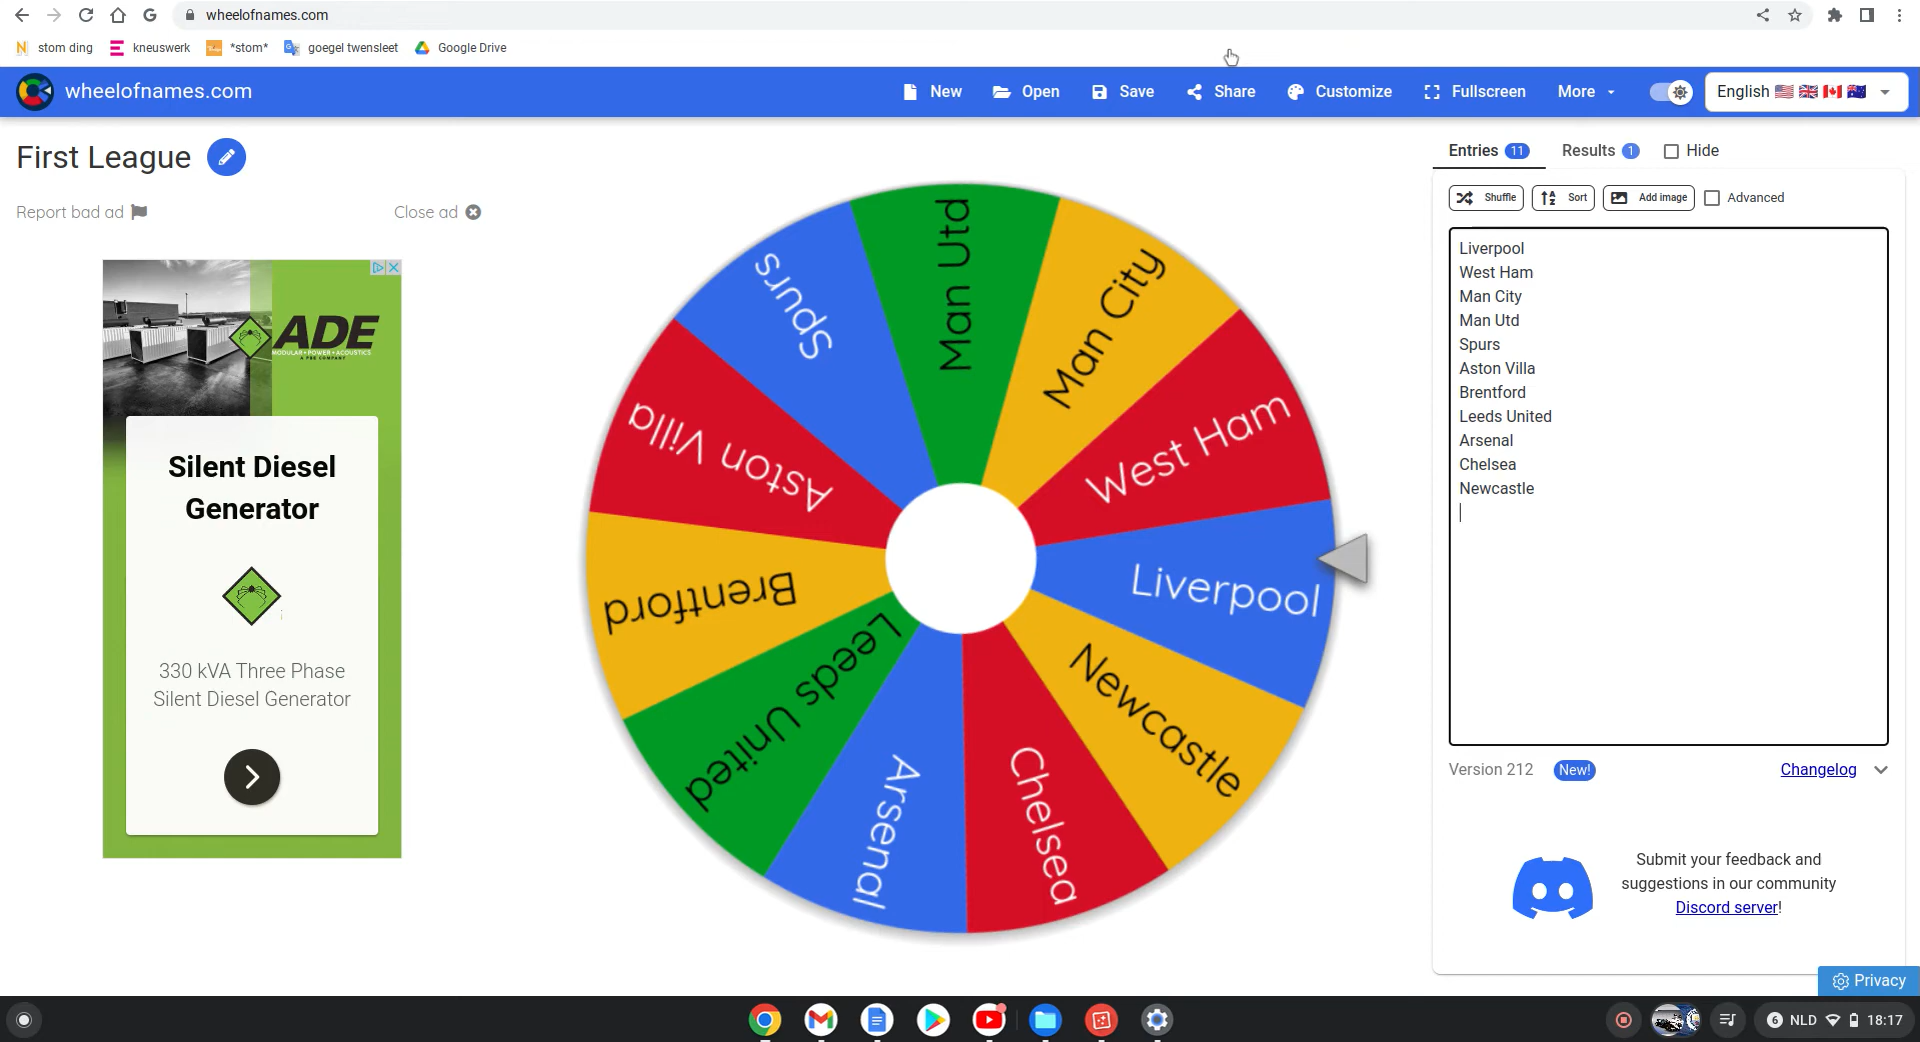 wheelofnames.com
stom ding
kneuswerk
*stom*
goegel twensleet
Google Drive
wheelofnames.com
New
Open
Save
Share
Customize
Fullscreen
More
English
First League
Report bad ad
Close ad
ADE
MODULAR • POWER • ACOUSTICS
Silent Diesel
Generator
330 kVA Three Phase
Silent Diesel Generator
Man Utd
Man City
West Ham
Liverpool
Newcastle
Chelsea
Arsenal
Leeds United
Brentford
Aston Villa
Spurs
Entries 11
Results 1
Hide
Shuffle
Sort
Add image
Advanced
Liverpool
West Ham
Man City
Man Utd
Spurs
Aston Villa
Brentford
Leeds United
Arsenal
Chelsea
Newcastle
Version 212
New!
Changelog
Submit your feedback and
suggestions in our community
Discord server!
Privacy
6 NLD 18:17